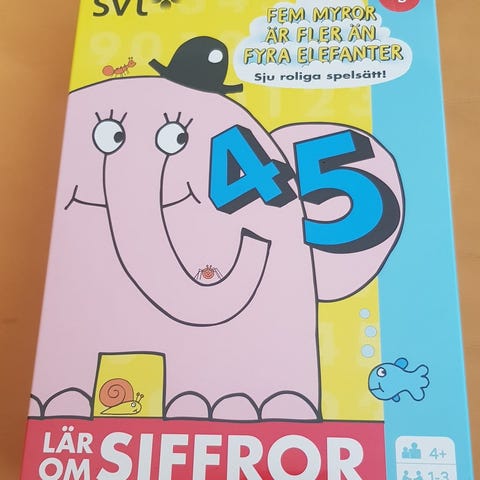 svt
FEM MYROR
ÄR FLER ÄN
FYRA ELEFANTER
Sju roliga spelsätt!
45
LÄR
OM
SIFFROR
4+
1-3